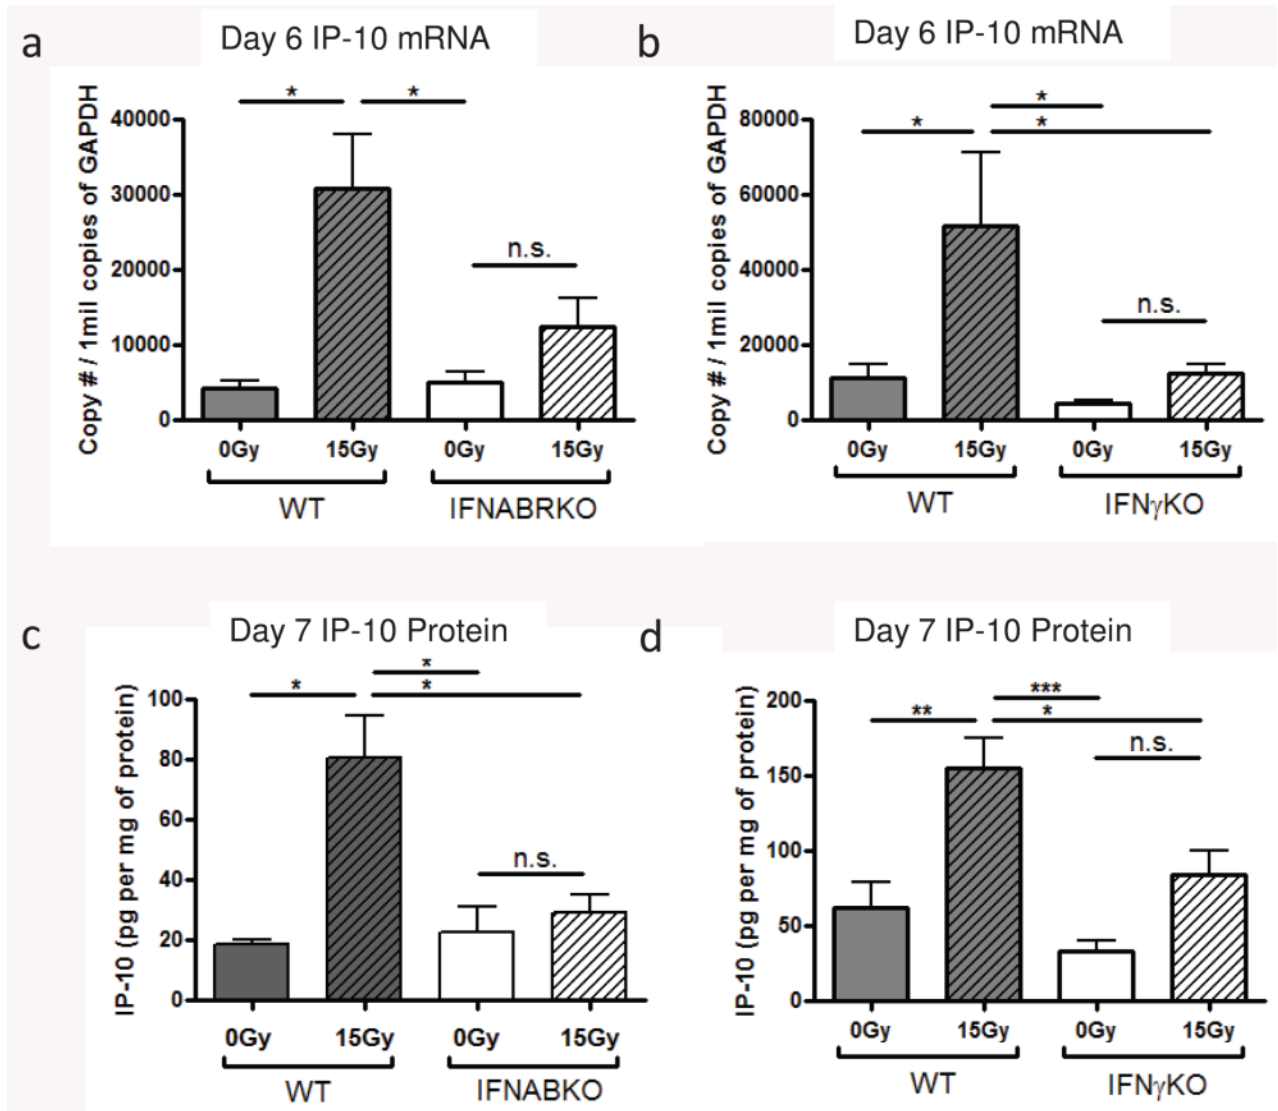 a
Day 6 IP-10 mRNA
Copy # / 1mil copies of GAPDH
40000
30000
20000
10000
0
*
*
n.s.
0Gy
15Gy
0Gy
15Gy
WT
IFNABRKO
b
Day 6 IP-10 mRNA
Copy # / 1mil copies of GAPDH
80000
60000
40000
20000
0
*
*
*
n.s.
0Gy
15Gy
0Gy
15Gy
WT
IFNγKO
c
Day 7 IP-10 Protein
IP-10 (pg per mg of protein)
100
80
60
40
20
0
*
*
*
n.s.
0Gy
15Gy
0Gy
15Gy
WT
IFNABKO
d
Day 7 IP-10 Protein
IP-10 (pg per mg of protein)
200
150
100
50
0
***
**
*
n.s.
0Gy
15Gy
0Gy
15Gy
WT
IFNγKO